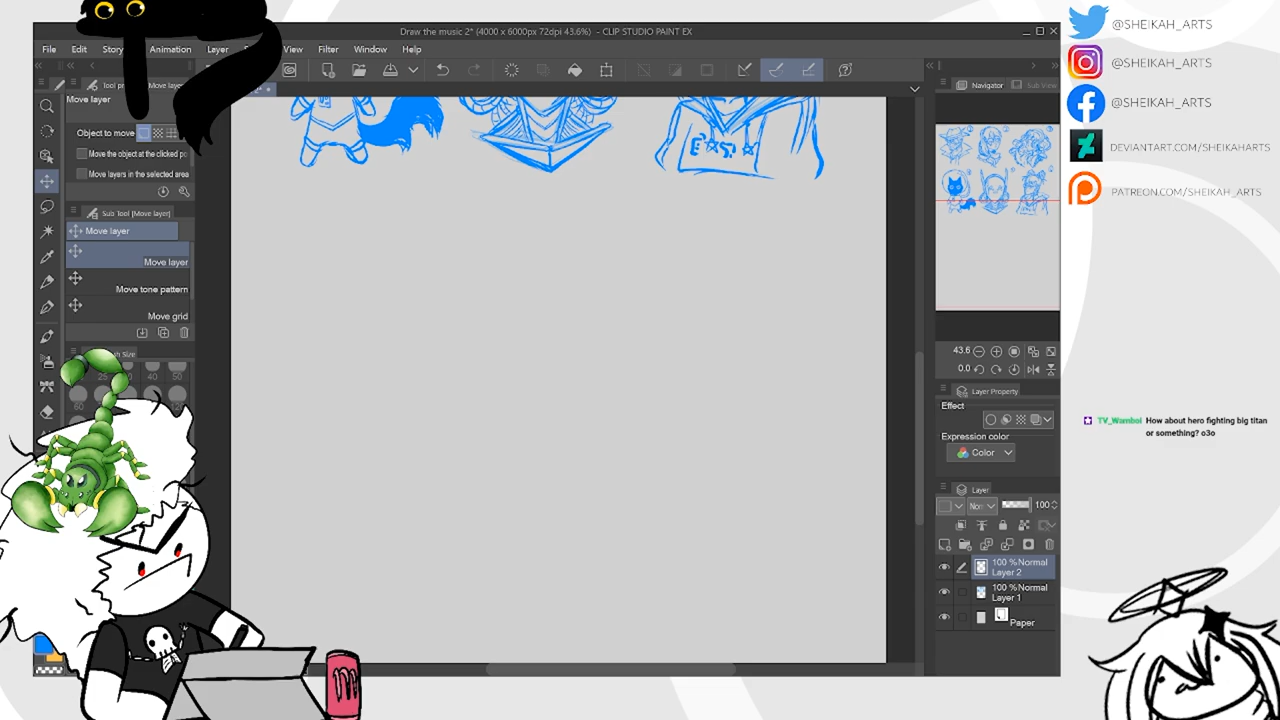 Draw the music 2* (4000 x 6000px 72dpi 43.6%) - CLIP STUDIO PAINT EX
File Edit Story Animation Layer View Filter Window Help
Move layer
Object to move
Move the object at the clicked po
Move layers in the selected area
Sub Tool [Move layer]
Move layer
Move layer
Move tone pattern
Move grid
Navigator
Sub View
43.6
0.0
Layer Property
Effect
Expression color
Color
Layer
100
100 %Normal
Layer 2
100 %Normal
Layer 1
Paper
@SHEIKAH_ARTS
@SHEIKAH_ARTS
@SHEIKAH_ARTS
DEVIANTART.COM/SHEIKAHARTS
PATREON.COM/SHEIKAH_ARTS
TV_Wamboi How about hero fighting big titan
or something? o3o